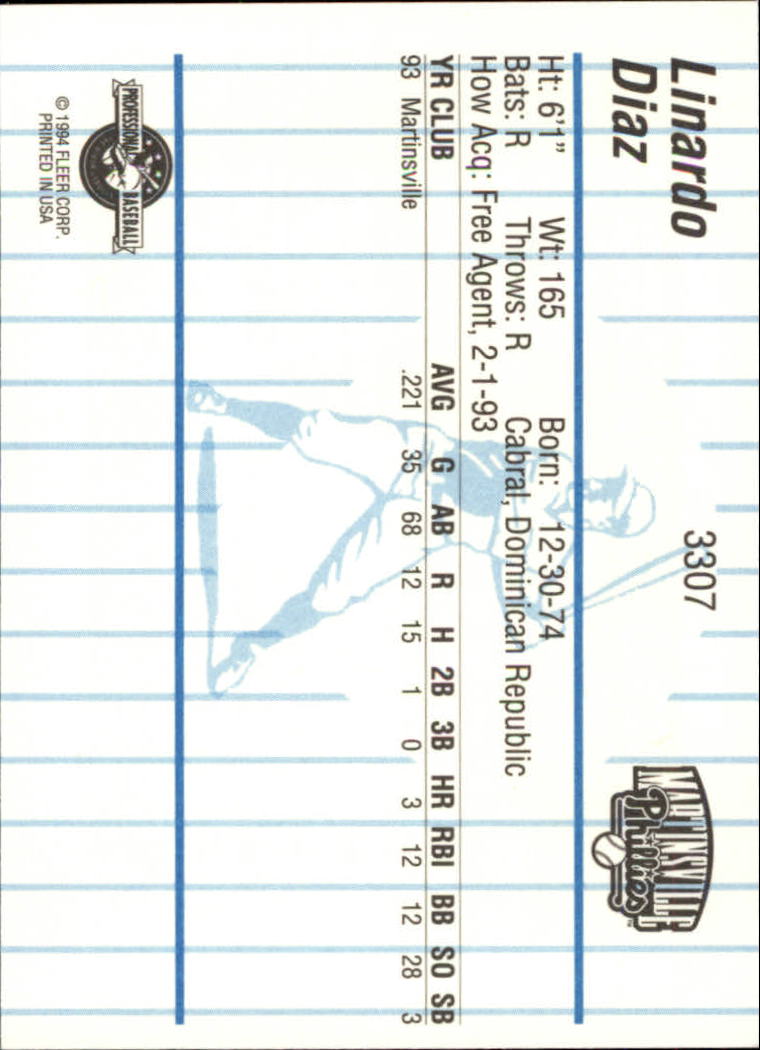 Linardo
Diaz
3307
MARTINSVILLE
Phillies
TM
Ht: 6'1" Wt: 165 Born: 12-30-74
Bats: R Throws: R Cabral, Dominican Republic
How Acq: Free Agent, 2-1-93
YR CLUB AVG G AB R H 2B 3B HR RBI BB SO SB
93 Martinsville .221 35 68 12 15 1 0 3 12 12 28 3
PROFESSIONAL BASEBALL
© 1994 FLEER CORP.
PRINTED IN USA